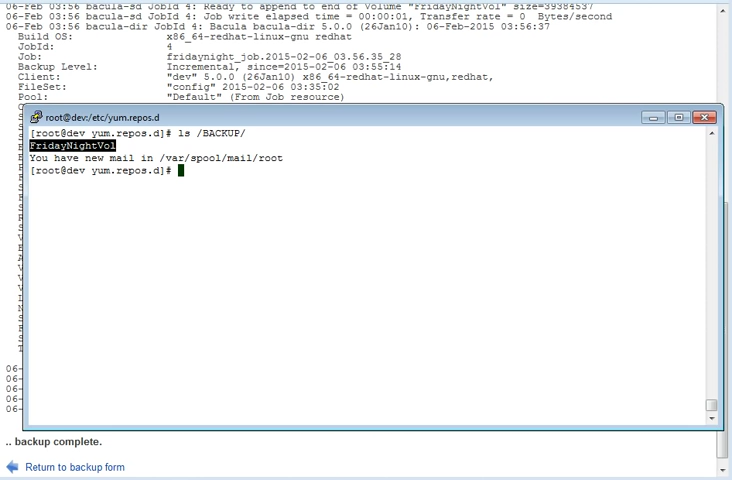 06-Feb 03:56 bacula-sd JobId 4: Ready to append to end of Volume "FridayNightVol" size=39384537
06-Feb 03:56 bacula-sd JobId 4: Job write elapsed time = 00:00:01, Transfer rate = 0  Bytes/second
06-Feb 03:56 bacula-dir JobId 4: Bacula bacula-dir 5.0.0 (26Jan10): 06-Feb-2015 03:56:37
Build OS: x86_64-redhat-linux-gnu redhat
JobId: 4
Job: fridaynight_job.2015-02-06_03.56.35_28
Backup Level: Incremental, since=2015-02-06 03:55:14
Client: "dev" 5.0.0 (26Jan10) x86_64-redhat-linux-gnu,redhat,
FileSet: "config" 2015-02-06 03:35:02
Pool: "Default" (From Job resource)
root@dev:/etc/yum.repos.d
[root@dev yum.repos.d]# ls /BACKUP/
FridayNightVol
You have new mail in /var/spool/mail/root
[root@dev yum.repos.d]#
06-
06-
06-
06-
06-
.. backup complete.
Return to backup form